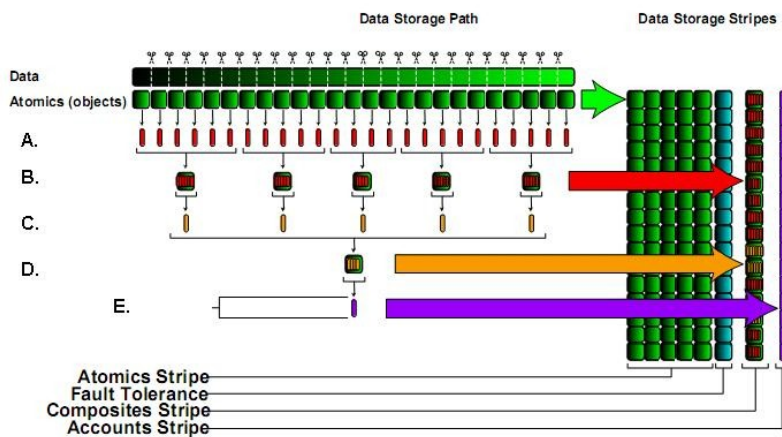 Data Storage Path
Data Storage Stripes
Data
Atomics (objects)
A.
B.
C.
D.
E.
Atomics Stripe
Fault Tolerance
Composites Stripe
Accounts Stripe